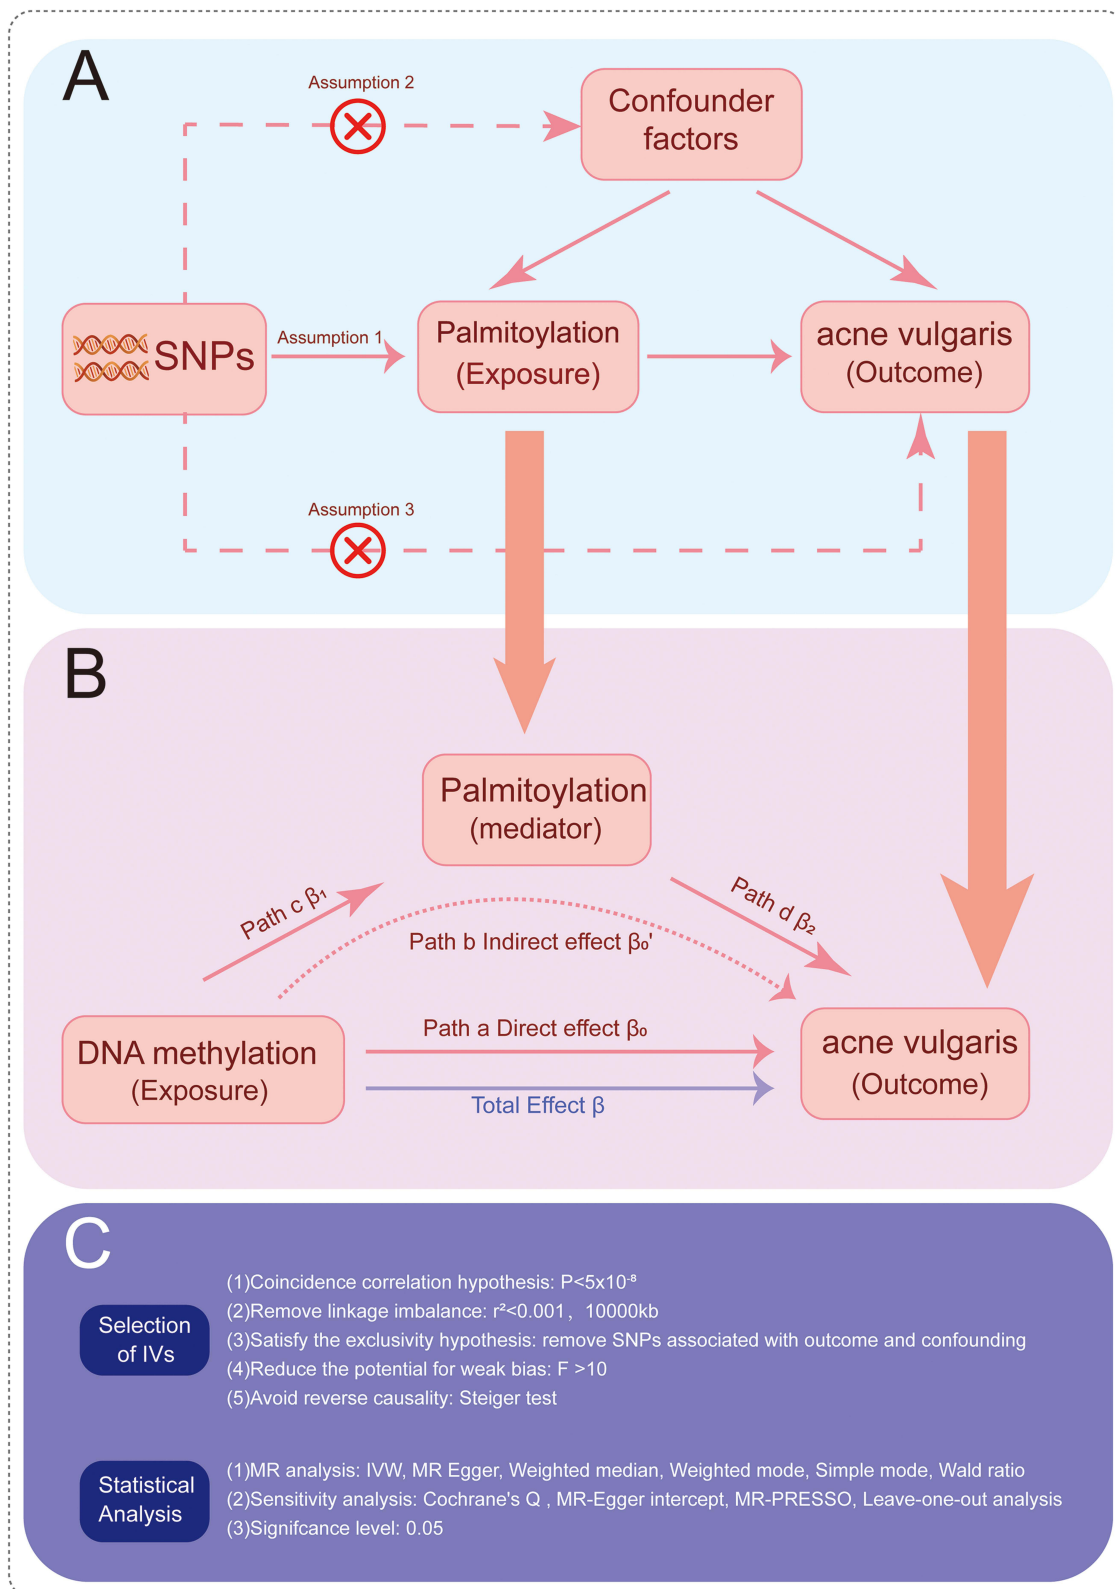 A
Assumption 2
Confounder
factors
SNPs
Assumption 1
Palmitoylation
(Exposure)
acne vulgaris
(Outcome)
Assumption 3
B
Palmitoylation
(mediator)
Path c β₁
Path d β₂
Path b Indirect effect β₀'
DNA methylation
(Exposure)
Path a Direct effect β₀
Total Effect β
acne vulgaris
(Outcome)
C
Selection
of IVs
(1)Coincidence correlation hypothesis: P<5x10⁻⁸
(2)Remove linkage imbalance: r²<0.001，10000kb
(3)Satisfy the exclusivity hypothesis: remove SNPs associated with outcome and confounding
(4)Reduce the potential for weak bias: F >10
(5)Avoid reverse causality: Steiger test
Statistical
Analysis
(1)MR analysis: IVW, MR Egger, Weighted median, Weighted mode, Simple mode, Wald ratio
(2)Sensitivity analysis: Cochrane's Q , MR-Egger intercept, MR-PRESSO, Leave-one-out analysis
(3)Signifcance level: 0.05